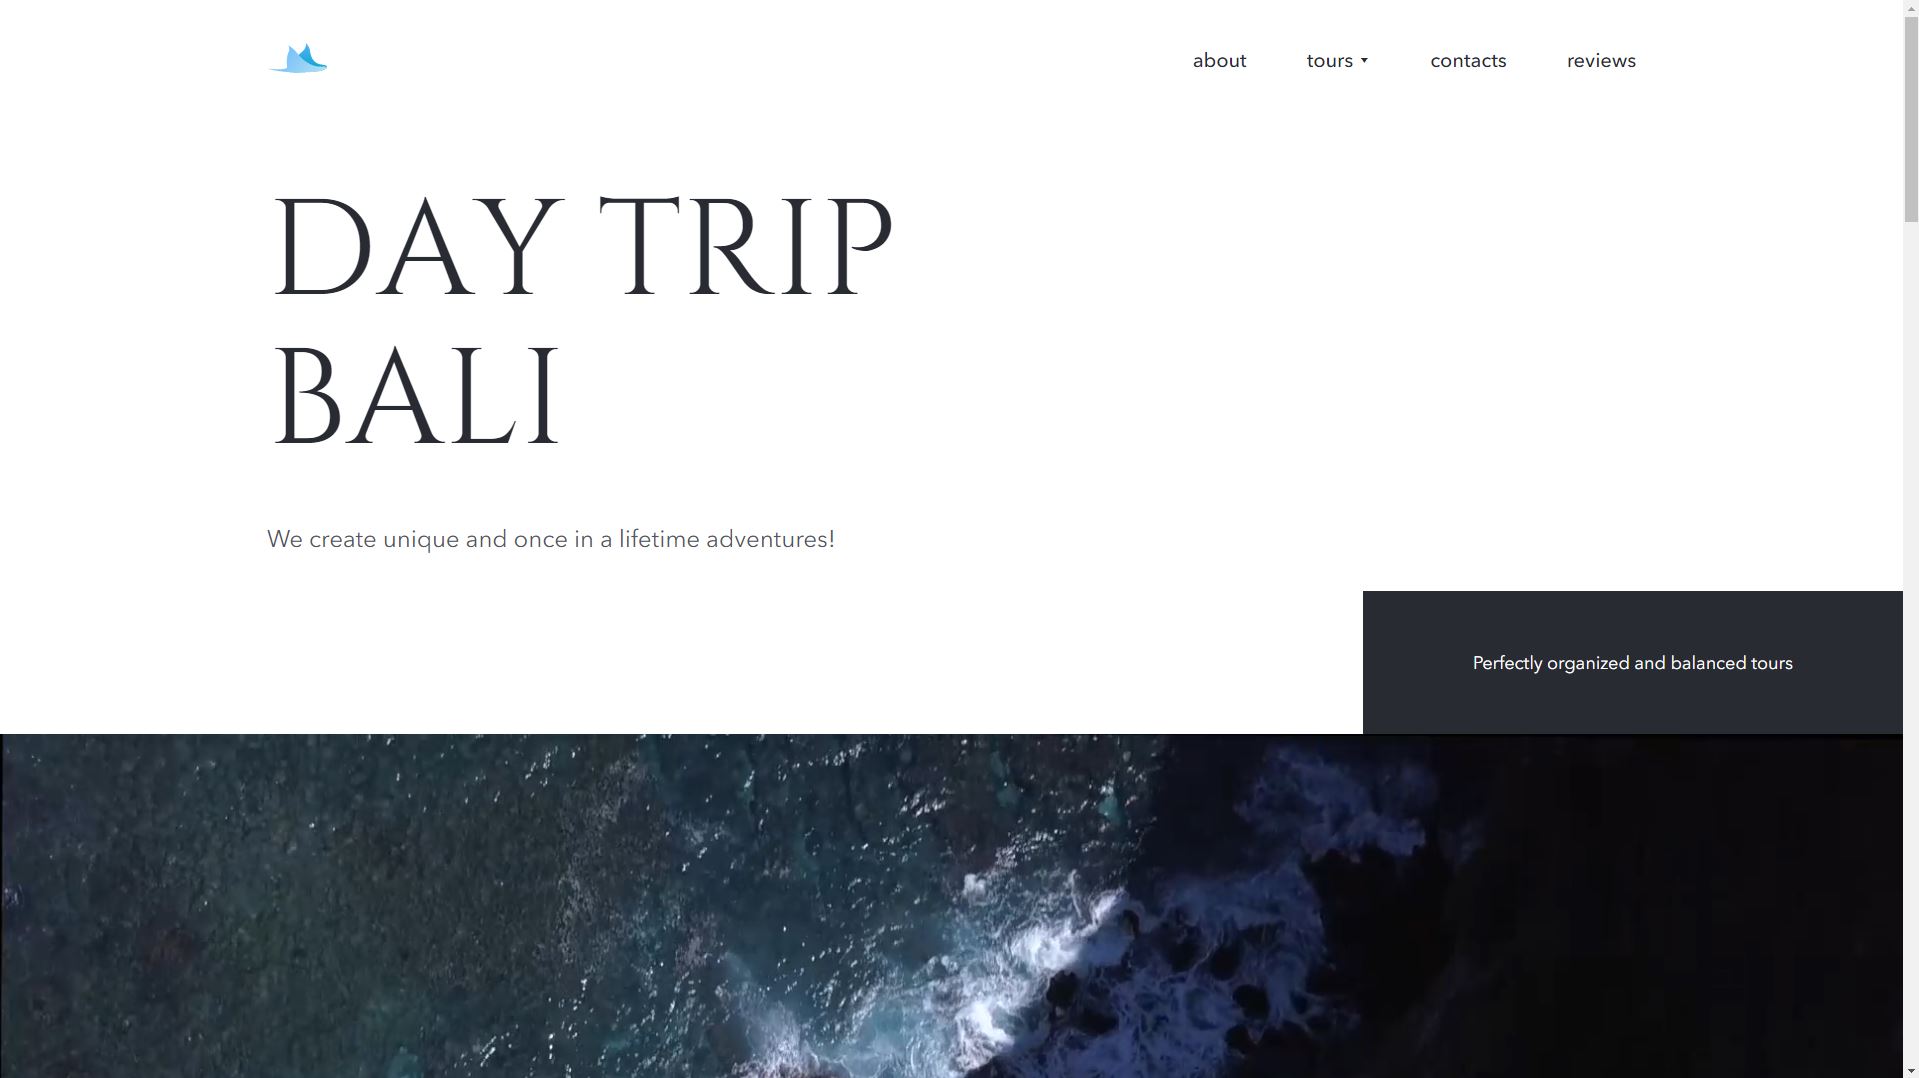 about
tours
contacts
reviews
DAY TRIP
BALI
We create unique and once in a lifetime adventures!
Perfectly organized and balanced tours